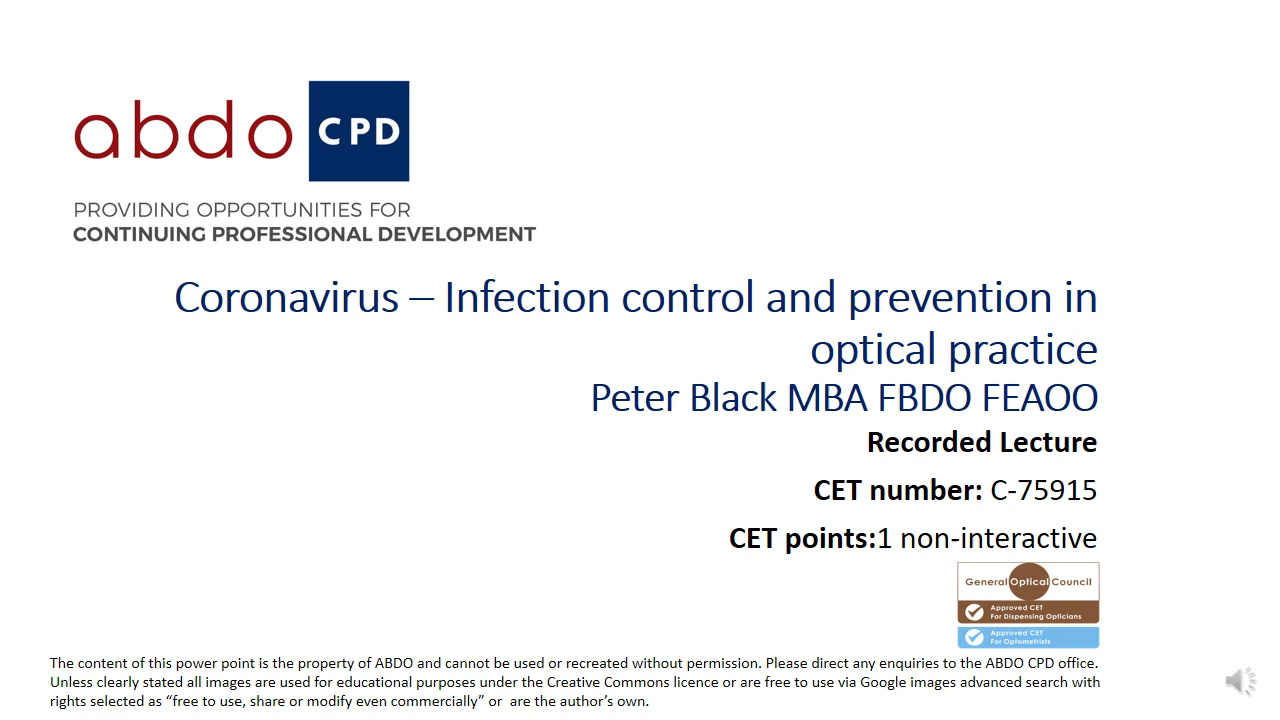 abdo CPD
PROVIDING OPPORTUNITIES FOR
CONTINUING PROFESSIONAL DEVELOPMENT
Coronavirus – Infection control and prevention in
optical practice
Peter Black MBA FBDO FEAOO
Recorded Lecture
CET number: C-75915
CET points:1 non-interactive
General Optical Council
Approved CET
For Dispensing Opticians
Approved CET
For Optometrists
The content of this power point is the property of ABDO and cannot be used or recreated without permission. Please direct any enquiries to the ABDO CPD office.
Unless clearly stated all images are used for educational purposes under the Creative Commons licence or are free to use via Google images advanced search with
rights selected as “free to use, share or modify even commercially” or  are the author’s own.